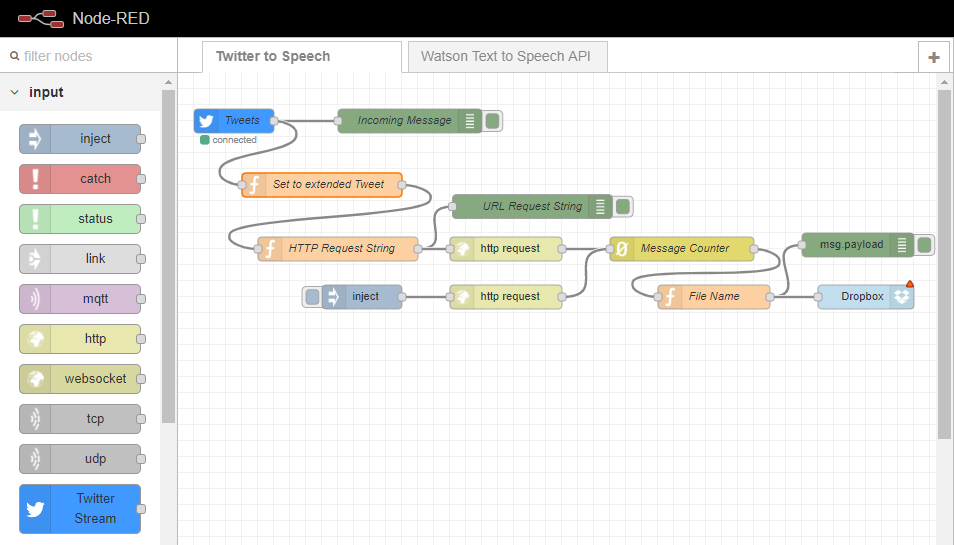 Node-RED
filter nodes
Twitter to Speech
Watson Text to Speech API
input
inject
catch
status
link
mqtt
http
websocket
tcp
udp
Twitter
Stream
Tweets
Incoming Message
connected
Set to extended Tweet
URL Request String
HTTP Request String
http request
Message Counter
msg.payload
inject
http request
File Name
Dropbox